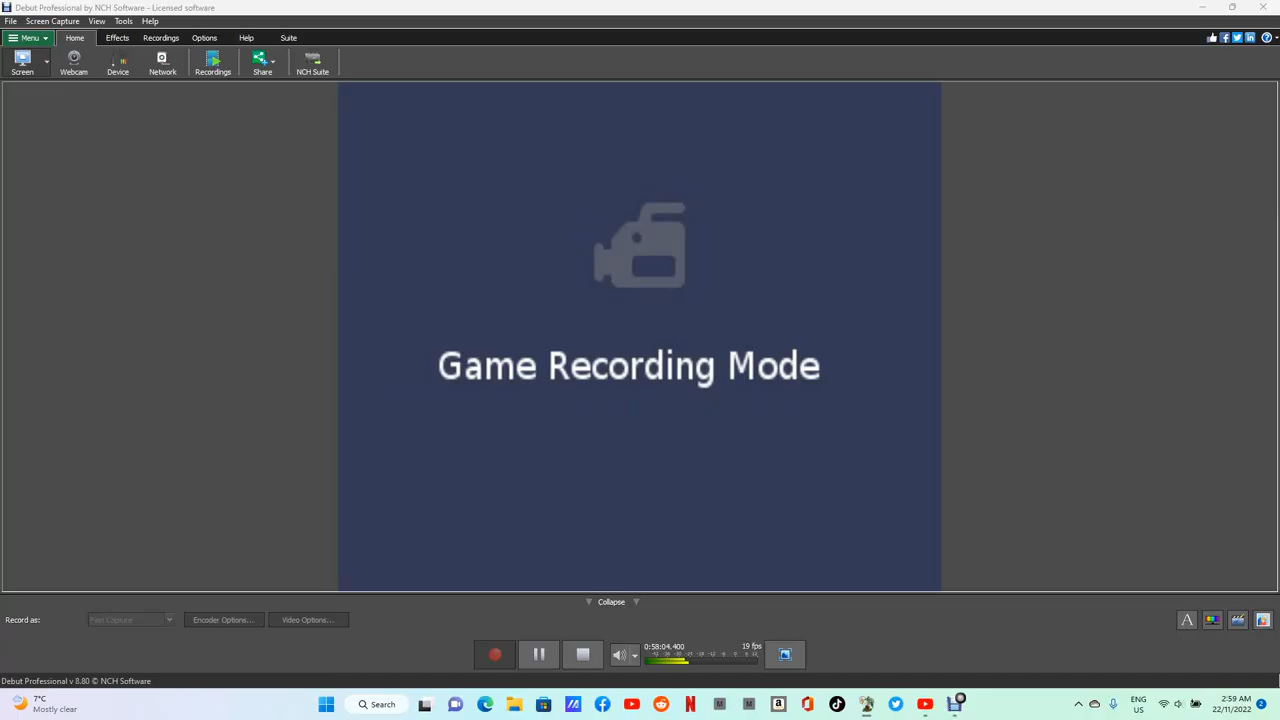 Debut Professional by NCH Software - Licensed software
File Screen Capture View Tools Help
Menu Home Effects Recordings Options Help Suite
Screen Webcam Device Network Recordings Share NCH Suite
Game Recording Mode
Collapse
Record as: Fast Capture Encoder Options... Video Options...
0:58:04.400 19 fps
Debut Professional v 8.80 © NCH Software
7°C
Mostly clear
Search
ENG
US
2:59 AM
22/11/2022